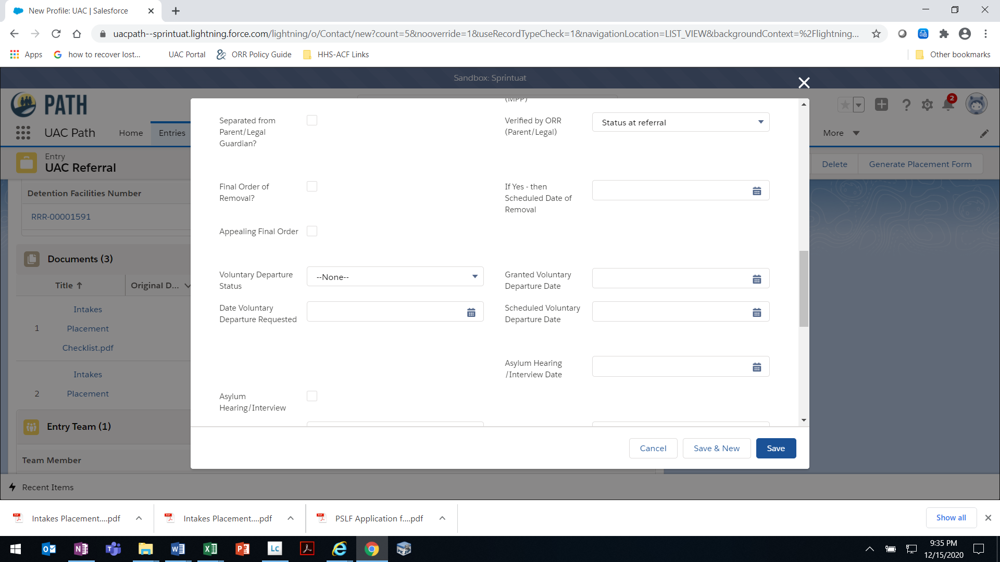 New Profile: UAC | Salesforce
uacpath--sprintuat.lightning.force.com/lightning/o/Contact/new?count=5&nooverride=1&useRecordTypeCheck=1&navigationLocation=LIST_VIEW&backgroundContext=%2Flightning...
Apps
how to recover lost...
UAC Portal
ORR Policy Guide
HHS-ACF Links
Other bookmarks
Sandbox: Sprintuat
PATH
2
UAC Path
Home
Entries
More
Entry
UAC Referral
Delete
Generate Placement Form
Detention Facilities Number
RRR-00001591
Documents (3)
Title
Original D...
1
Intakes
Placement
Checklist.pdf
2
Intakes
Placement
Entry Team (1)
Team Member
(MPP)
Separated from
Parent/Legal
Guardian?
Verified by ORR
(Parent/Legal)
Status at referral
Final Order of
Removal?
If Yes - then
Scheduled Date of
Removal
Appealing Final Order
Voluntary Departure
Status
--None--
Granted Voluntary
Departure Date
Date Voluntary
Departure Requested
Scheduled Voluntary
Departure Date
Asylum Hearing
/Interview Date
Asylum
Hearing/Interview
Cancel
Save & New
Save
Recent Items
Intakes Placement....pdf
Intakes Placement....pdf
PSLF Application f....pdf
Show all
Lc
9:35 PM
12/15/2020